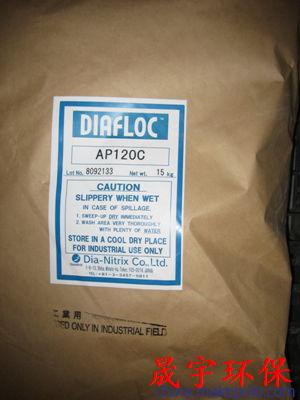 DIAFLOC
AP120C
Lot No. 8092133 Net wt. 15 kg
CAUTION
SLIPPERY WHEN WET
IN CASE OF SPILLAGE.
1. SWEEP-UP DRY IMMEDIATELY
2. WASH AREA VERY THOROUGHLY
WITH PLENTY OF WATER.
STORE IN A COOL DRY PLACE
FOR INDUSTRIAL USE ONLY
Dia-Nitrix Co., Ltd.
工業用
USED ONLY IN INDUSTRIAL FIELD
晟宇环保